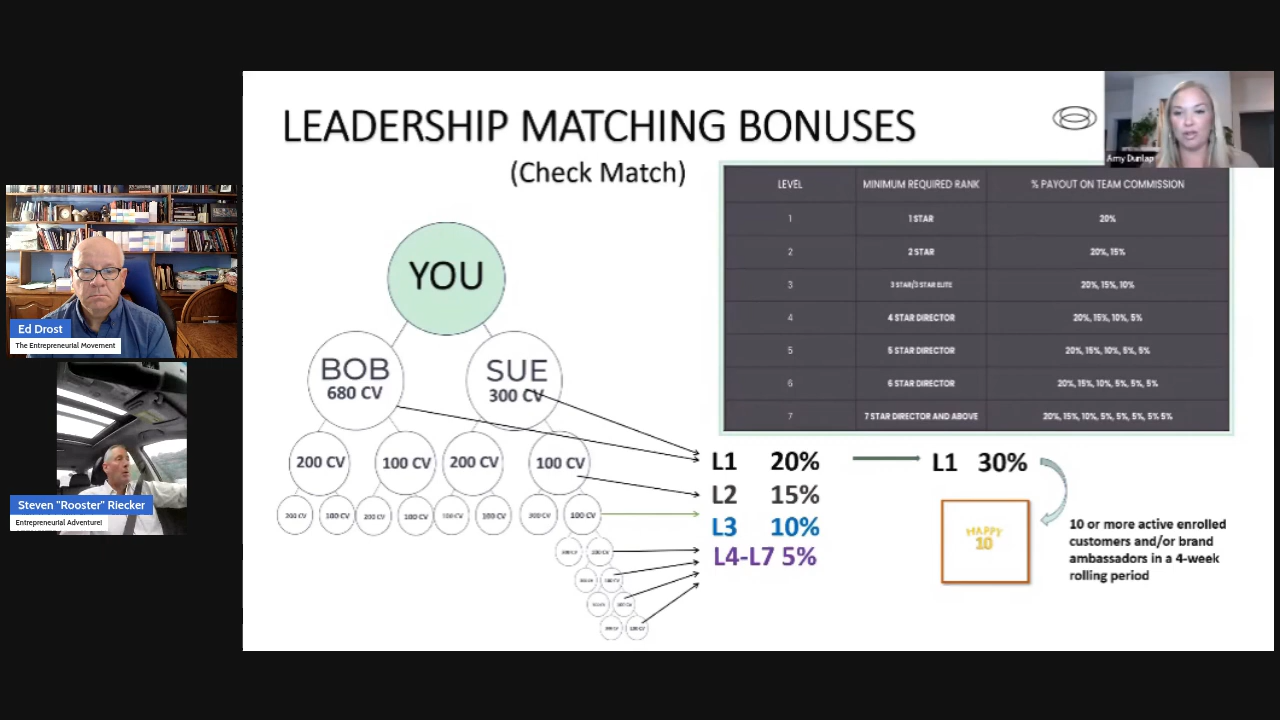 LEADERSHIP MATCHING BONUSES
(Check Match)
Amy Dunlap
Ed Drost
The Entrepreneurial Movement
Steven "Rooster" Riecker
Entrepreneurial Adventure!
YOU
BOB
680 CV
SUE
300 CV
200 CV
100 CV
200 CV
100 CV
200 CV
100 CV
200 CV
100 CV
100 CV
100 CV
200 CV
100 CV
LEVEL MINIMUM REQUIRED RANK % PAYOUT ON TEAM COMMISSION
1 1 STAR 20%
2 2 STAR 20%, 15%
3 3 STAR/3 STAR ELITE 20%, 15%, 10%
4 4 STAR DIRECTOR 20%, 15%, 10%, 5%
5 5 STAR DIRECTOR 20%, 15%, 10%, 5%, 5%
6 6 STAR DIRECTOR 20%, 15%, 10%, 5%, 5%, 5%
7 7 STAR DIRECTOR AND ABOVE 20%, 15%, 10%, 5%, 5%, 5%, 5% 5%
L1 20%
L1 30%
L2 15%
L3 10%
L4-L7 5%
HAPPY
10
10 or more active enrolled
customers and/or brand
ambassadors in a 4-week
rolling period